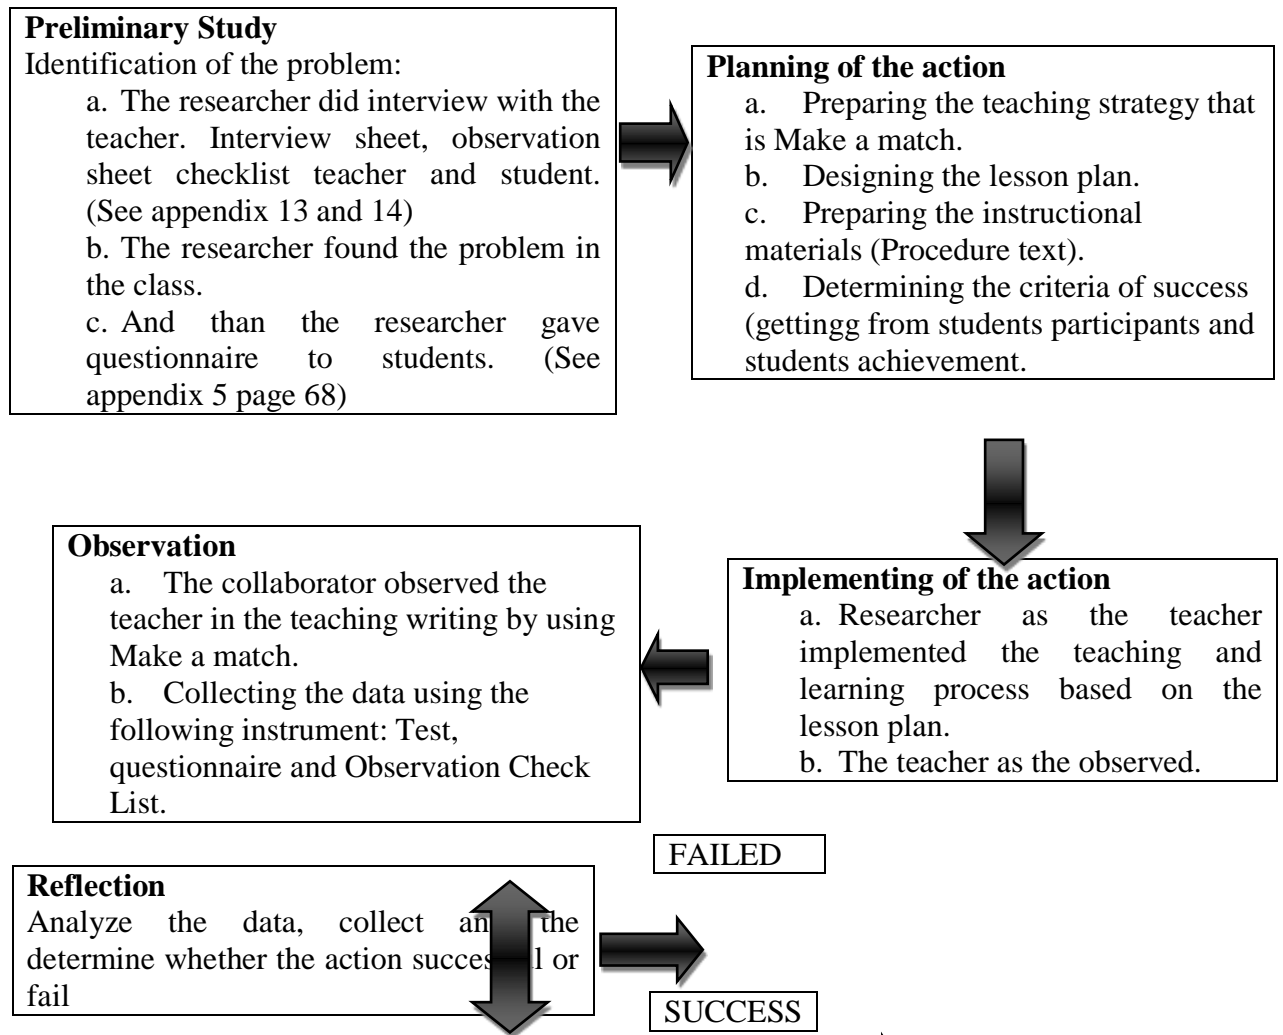 Preliminary Study
Identification of the problem:
a. The researcher did interview with the
teacher. Interview sheet, observation
sheet checklist teacher and student.
(See appendix 13 and 14)
b. The researcher found the problem in
the class.
c. And than the researcher gave
questionnaire to students. (See
appendix 5 page 68)
Planning of the action
a. Preparing the teaching strategy that
is Make a match.
b. Designing the lesson plan.
c. Preparing the instructional
materials (Procedure text).
d. Determining the criteria of success
(gettingg from students participants and
students achievement.
Implementing of the action
a. Researcher as the teacher
implemented the teaching and
learning process based on the
lesson plan.
b. The teacher as the observed.
Observation
a. The collaborator observed the
teacher in the teaching writing by using
Make a match.
b. Collecting the data using the
following instrument: Test,
questionnaire and Observation Check
List.
FAILED
Reflection
Analyze the data, collect the
determine whether the action or
fail
SUCCESS